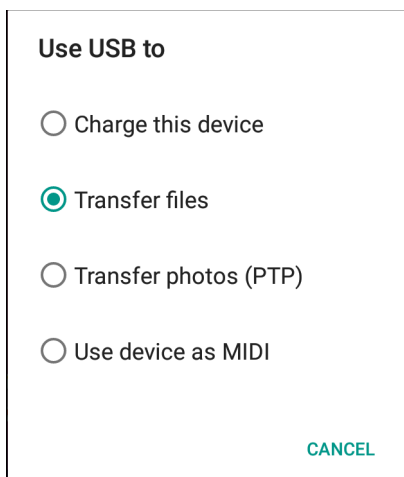 Use USB to
Charge this device
Transfer files
Transfer photos (PTP)
Use device as MIDI
CANCEL